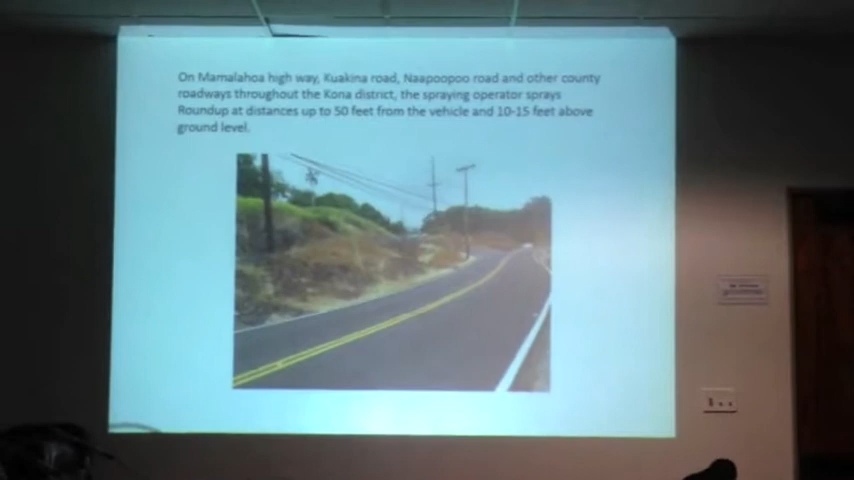 On Mamalahoa high way, Kuakina road, Naapoopoo road and other county
roadways throughout the Kona district, the spraying operator sprays
Roundup at distances up to 50 feet from the vehicle and 10-15 feet above
ground level.